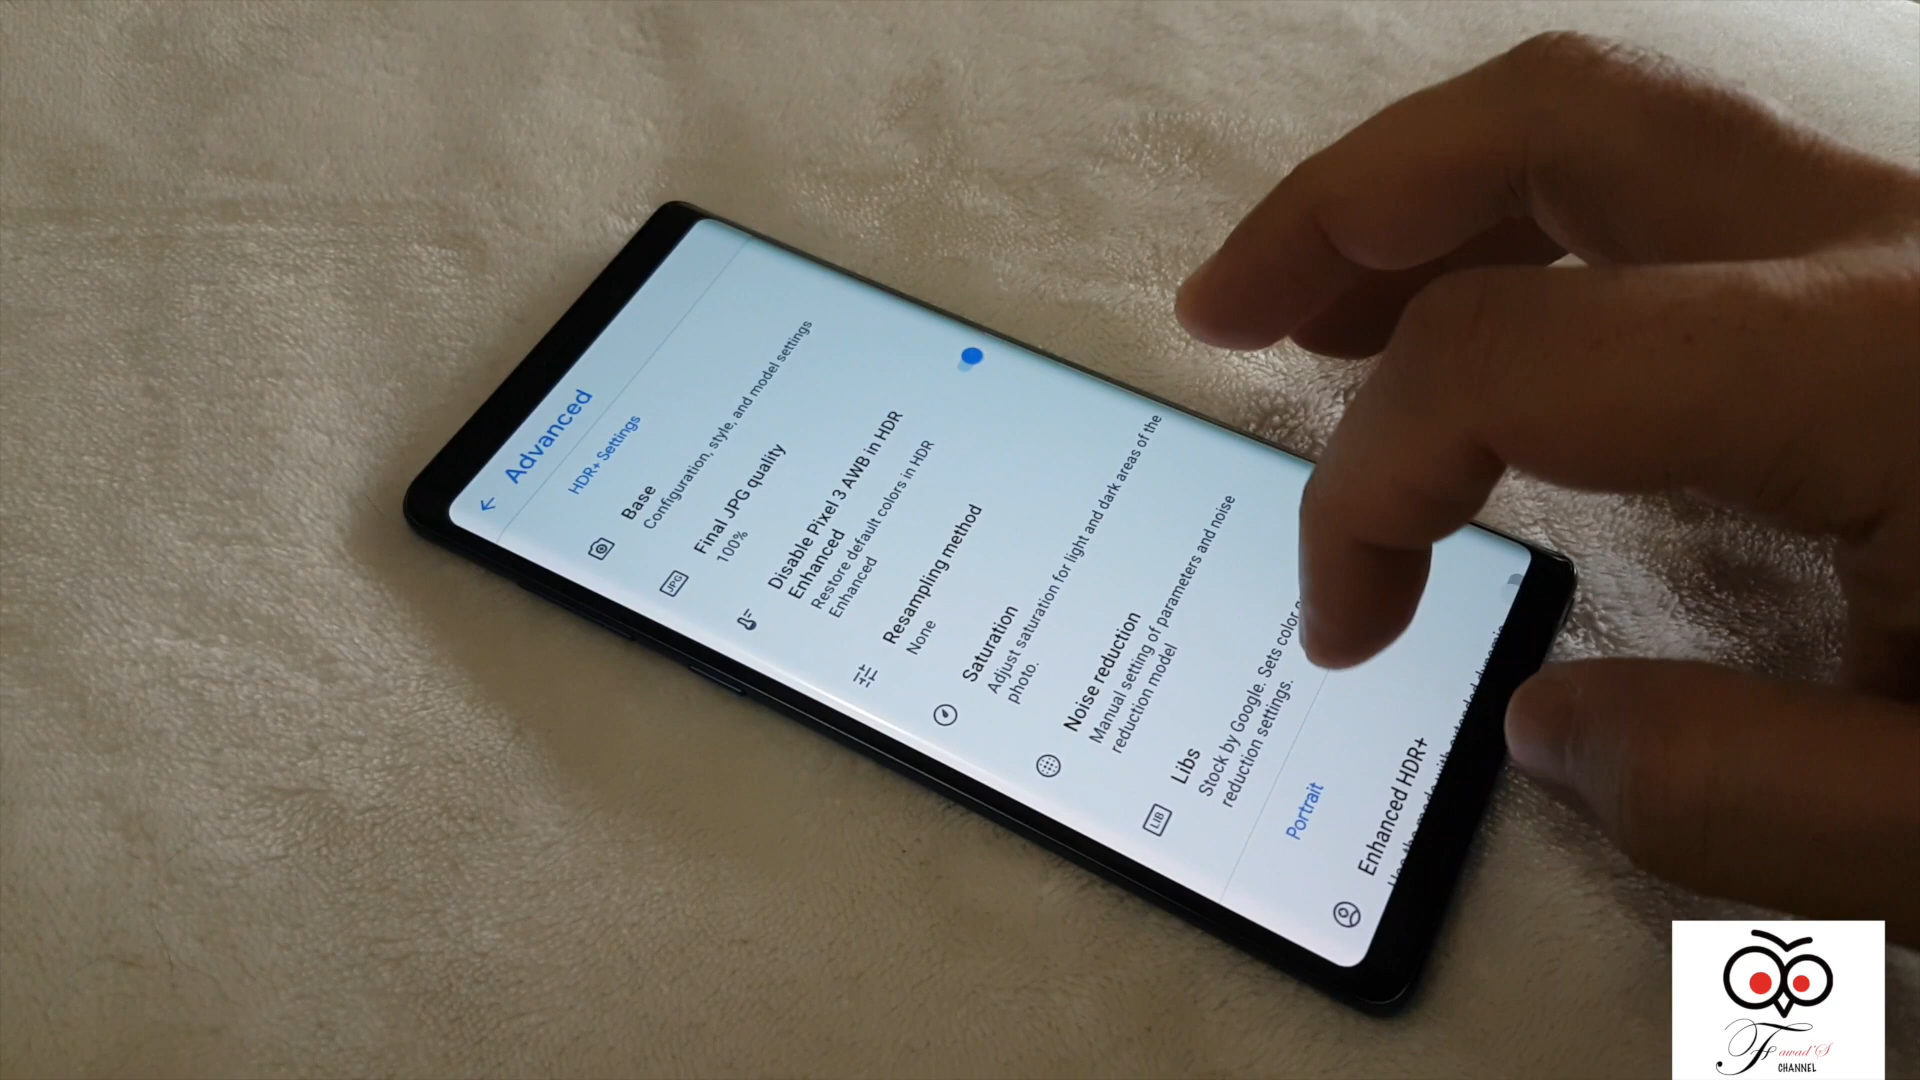 Advanced
HDR+ Settings
Base
Configuration, style, and model settings
JPG
Final JPG quality
100%
Disable Pixel 3 AWB in HDR
Enhanced
Restore default colors in HDR
Enhanced
Resampling method
None
Saturation
Adjust saturation for light and dark areas of the
photo.
Noise reduction
Manual setting of parameters and noise
reduction model
LIB
Libs
Stock by Google. Sets color
reduction settings.
Portrait
Enhanced HDR+
Fawad'S
CHANNEL